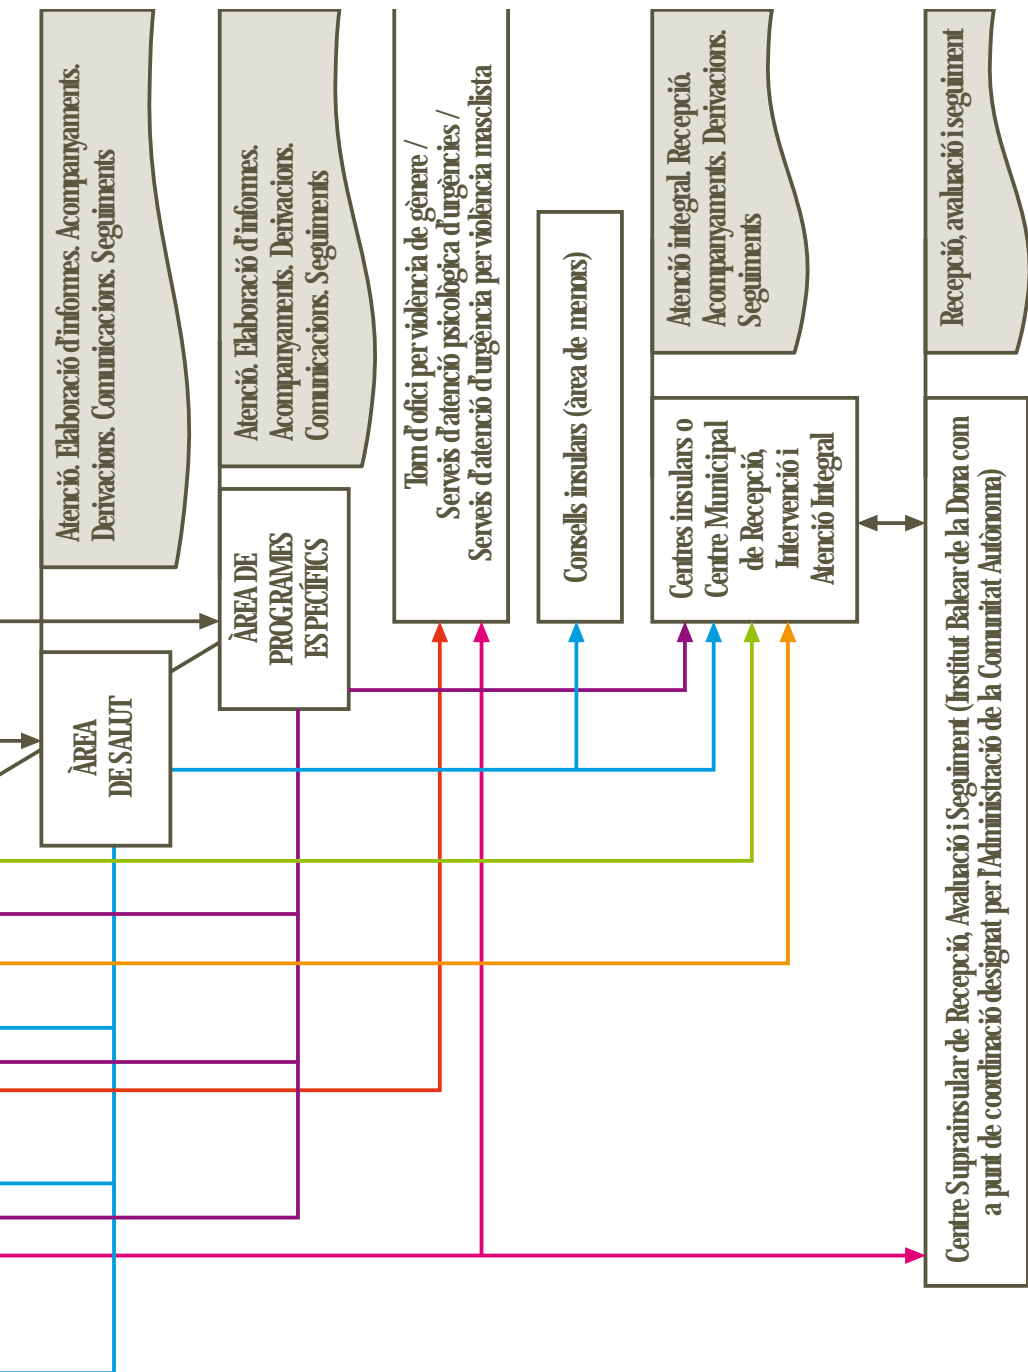 Atenció. Elaboració d'informes. Acompanyaments.
Derivacions. Comunicacions. Seguiments
ÀREA
DE SALUT
Atenció. Elaboració d'informes.
Acompanyaments. Derivacions.
Comunicacions. Seguiments
ÀREA DE
PROGRAMES
ESPECÍFICS
Torn d'ofici per violència de gènere /
Serveis d'atenció psicològica d'urgències /
Serveis d'atenció d'urgència per violència masclista
Consells insulars (àrea de menors)
Atenció integral. Recepció.
Acompanyaments. Derivacions.
Seguiments
Centres insulars o
Centre Municipal
de Recepció,
Intervenció i
Atenció Integral
Recepció, avaluació i seguiment
Centre Suprainsular de Recepció, Avaluació i Seguiment (Institut Balear de la Dona com
a punt de coordinació designat per l'Administració de la Comunitat Autònoma)